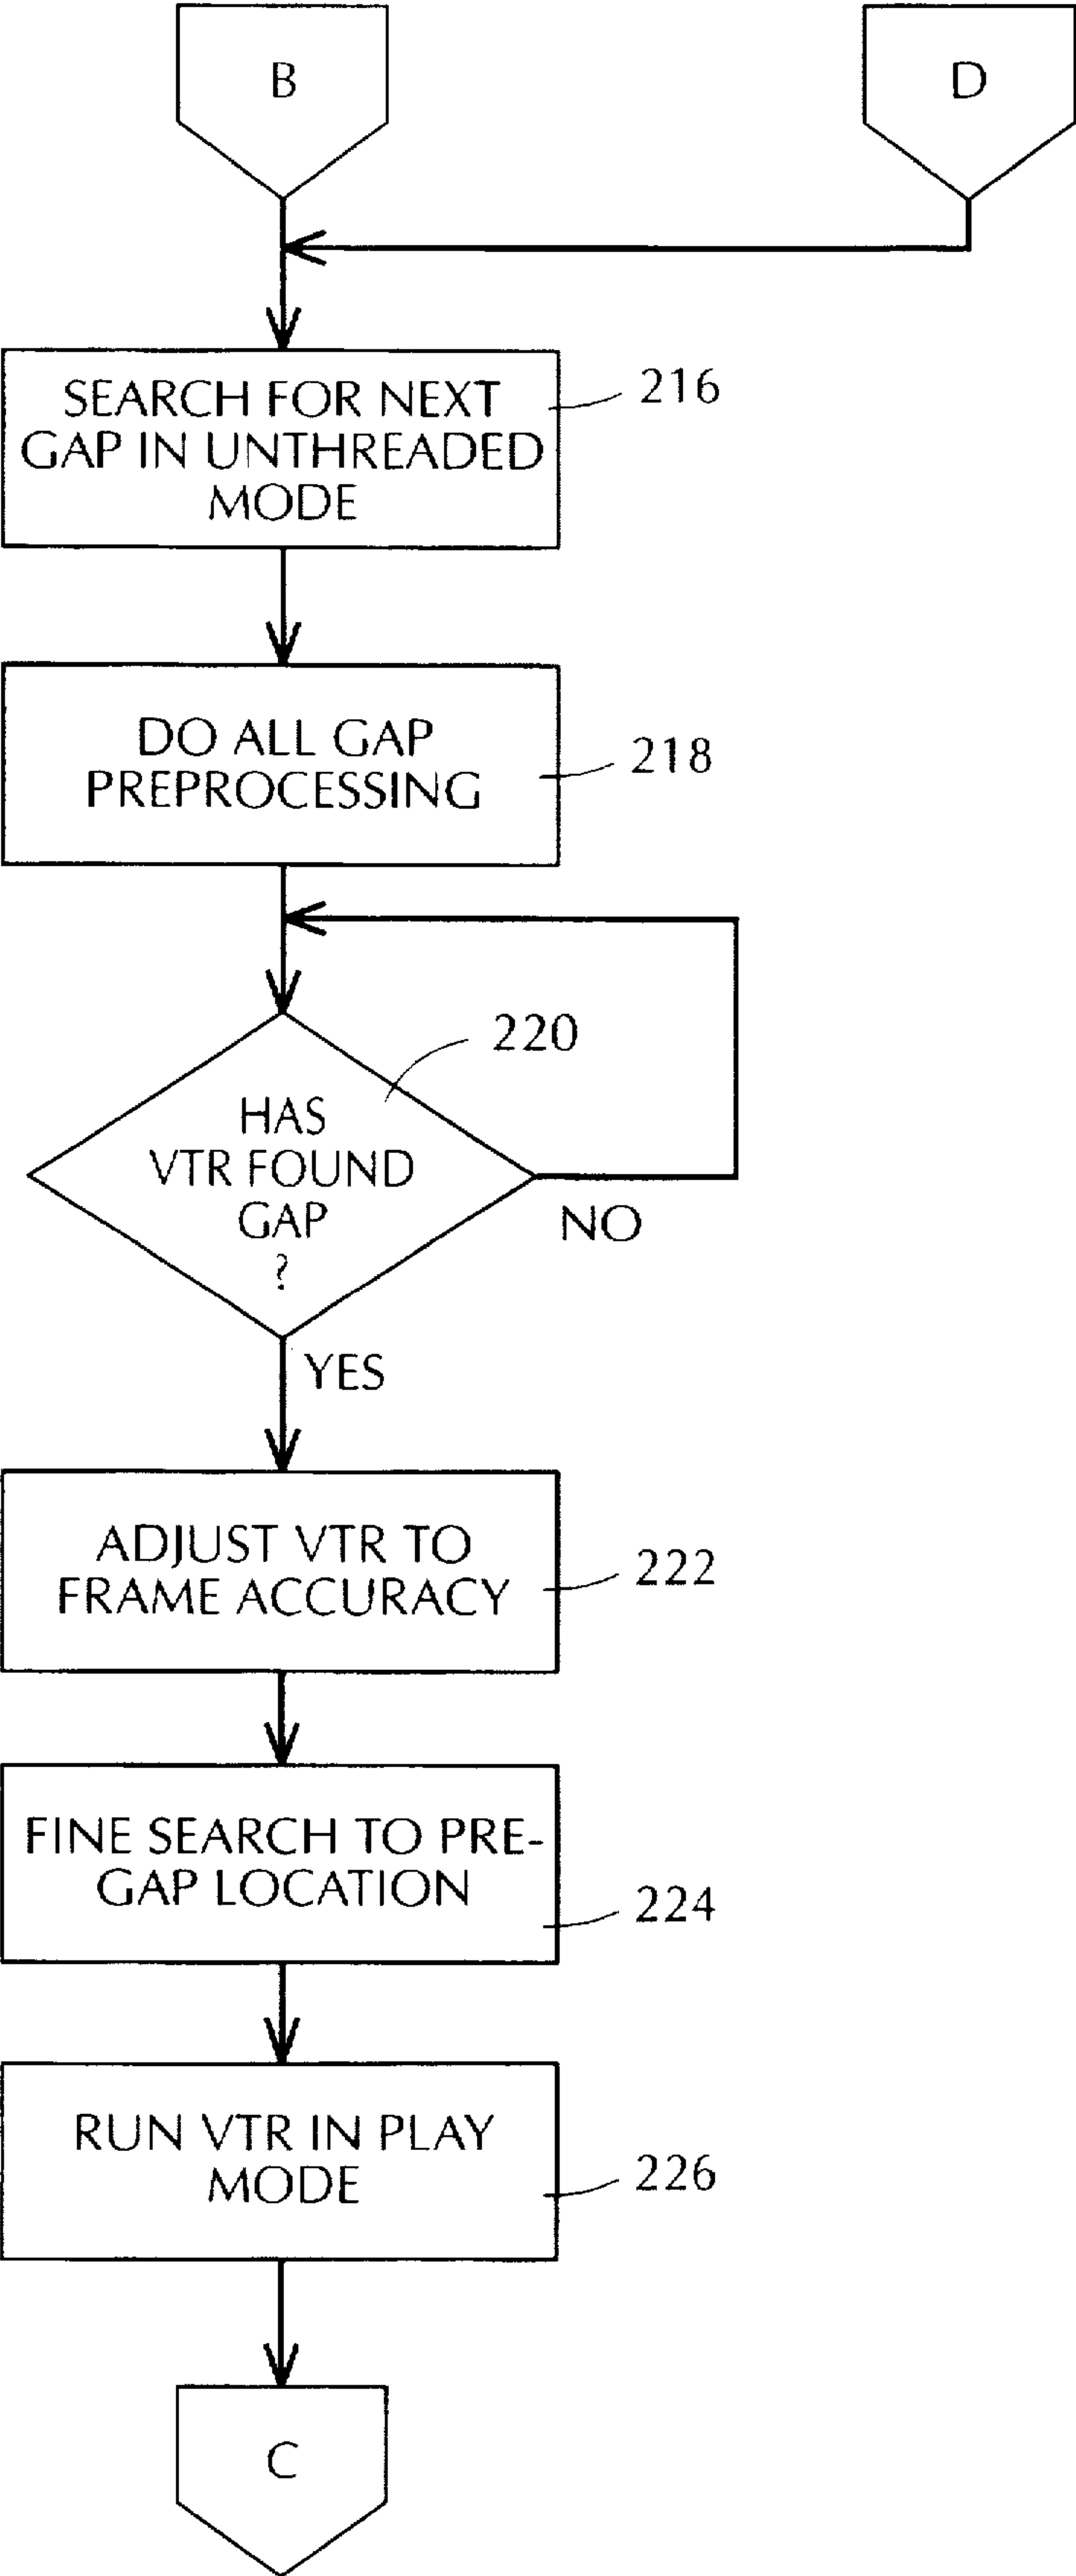 B
D
SEARCH FOR NEXT
GAP IN UNTHREADED
MODE
216
DO ALL GAP
PREPROCESSING
218
220
HAS
VTR FOUND
GAP
?
NO
YES
ADJUST VTR TO
FRAME ACCURACY
222
FINE SEARCH TO PRE-
GAP LOCATION
224
RUN VTR IN PLAY
MODE
226
C